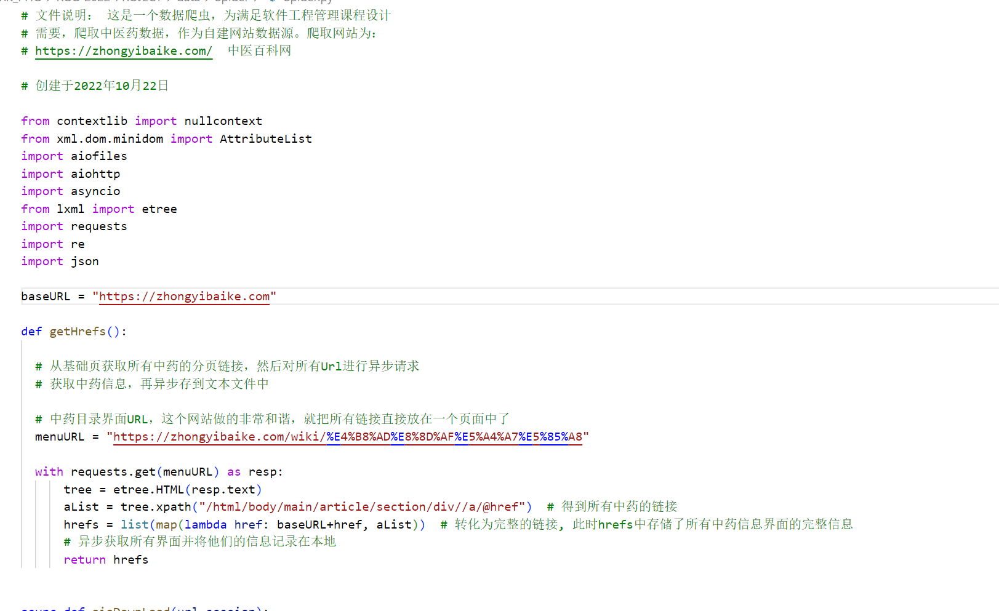 # 文件说明： 这是一个数据爬虫，为满足软件工程管理课程设计
# 需要，爬取中医药数据，作为自建网站数据源。爬取网站为：
# https://zhongyibaike.com/  中医百科网
# 创建于2022年10月22日
from contextlib import nullcontext
from xml.dom.minidom import AttributeList
import aiofiles
import aiohttp
import asyncio
from lxml import etree
import requests
import re
import json
baseURL = "https://zhongyibaike.com"
def getHrefs():
# 从基础页获取所有中药的分页链接，然后对所有Url进行异步请求
# 获取中药信息，再异步存到文本文件中
# 中药目录界面URL，这个网站做的非常和谐，就把所有链接直接放在一个页面中了
menuURL = "https://zhongyibaike.com/wiki/%E4%B8%AD%E8%8D%AF%E5%A4%A7%E5%85%A8"
with requests.get(menuURL) as resp:
tree = etree.HTML(resp.text)
aList = tree.xpath("/html/body/main/article/section/div//a/@href")  # 得到所有中药的链接
hrefs = list(map(lambda href: baseURL+href, aList))  # 转化为完整的链接, 此时hrefs中存储了所有中药信息界面的完整信息
# 异步获取所有界面并将他们的信息记录在本地
return hrefs
async def aioDownLoad(url,session):